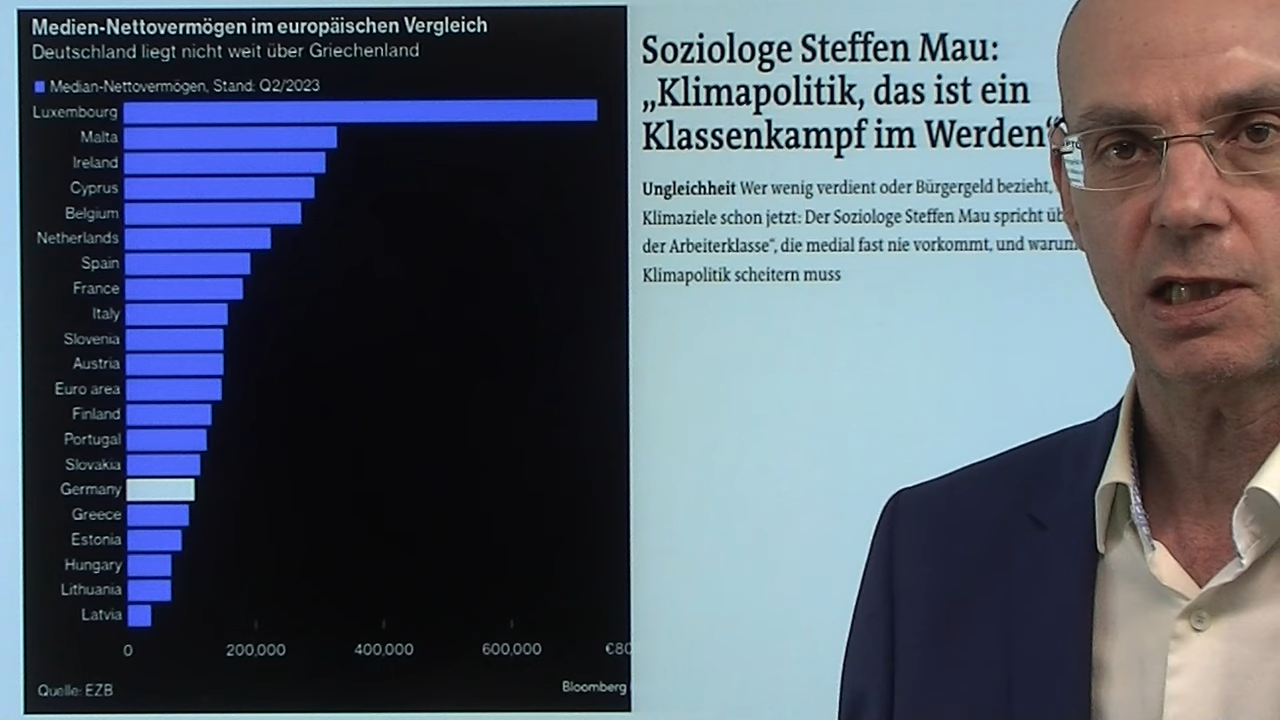 Medien-Nettovermögen im europäischen Vergleich
Deutschland liegt nicht weit über Griechenland
Median-Nettovermögen, Stand: Q2/2023
Luxembourg
Malta
Ireland
Cyprus
Belgium
Netherlands
Spain
France
Italy
Slovenia
Austria
Euro area
Finland
Portugal
Slovakia
Germany
Greece
Estonia
Hungary
Lithuania
Latvia
0 200,000 400,000 600,000 €80
Quelle: EZB
Bloomberg
Soziologe Steffen Mau:
„Klimapolitik, das ist ein
Klassenkampf im Werden“
Ungleichheit Wer wenig verdient oder Bürgergeld bezieht,
Klimaziele schon jetzt: Der Soziologe Steffen Mau spricht üb
der Arbeiterklasse“, die medial fast nie vorkommt, und warum
Klimapolitik scheitern muss